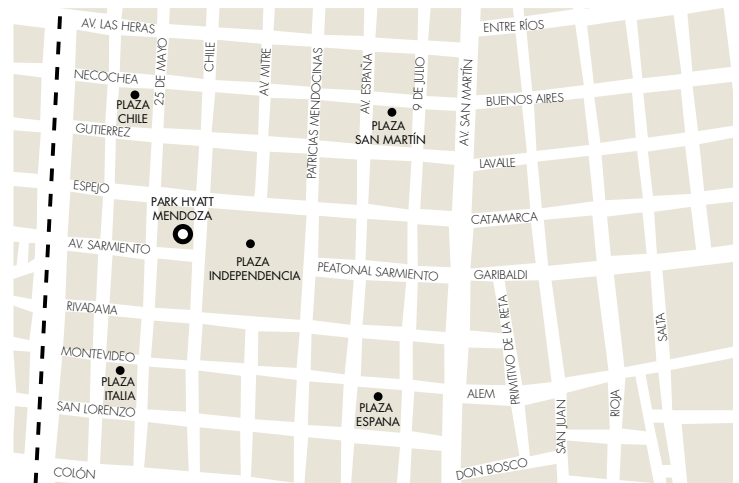 AV. LAS HERAS
ENTRE RÍOS
25 DE MAYO
CHILE
AV. MITRE
PATRICIAS MENDOCINAS
AV. ESPAÑA
9 DE JULIO
AV. SAN MARTÍN
NECOCHEA
PLAZA
CHILE
BUENOS AIRES
GUTIERREZ
PLAZA
SAN MARTÍN
LAVALLE
ESPEJO
PARK HYATT
MENDOZA
CATAMARCA
AV. SARMIENTO
PLAZA
INDEPENDENCIA
PEATONAL SARMIENTO
GARIBALDI
RIVADAVIA
PRIMITIVO DE LA RETA
SALTA
MONTEVIDEO
PLAZA
ITALIA
ALEM
SAN LORENZO
PLAZA
ESPANA
SAN JUAN
RIOJA
COLÓN
DON BOSCO